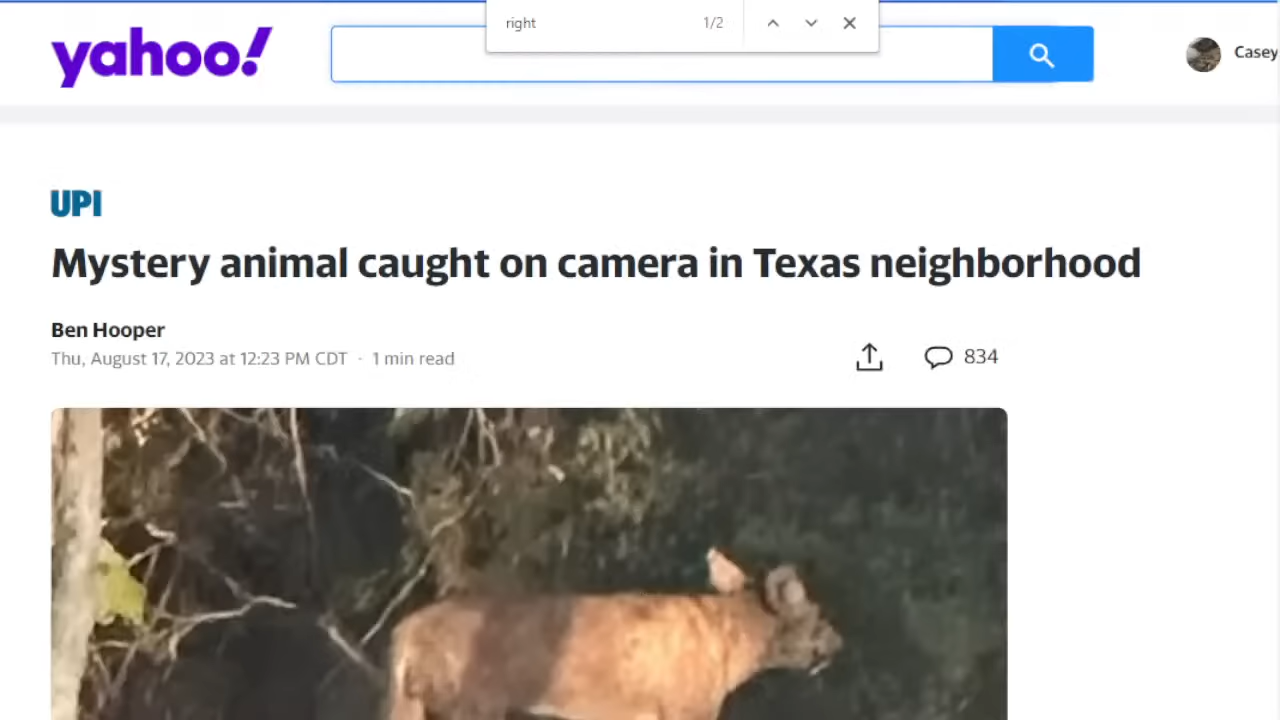 right 1/2
yahoo!
Casey
UPI
Mystery animal caught on camera in Texas neighborhood
Ben Hooper
Thu, August 17, 2023 at 12:23 PM CDT · 1 min read
834